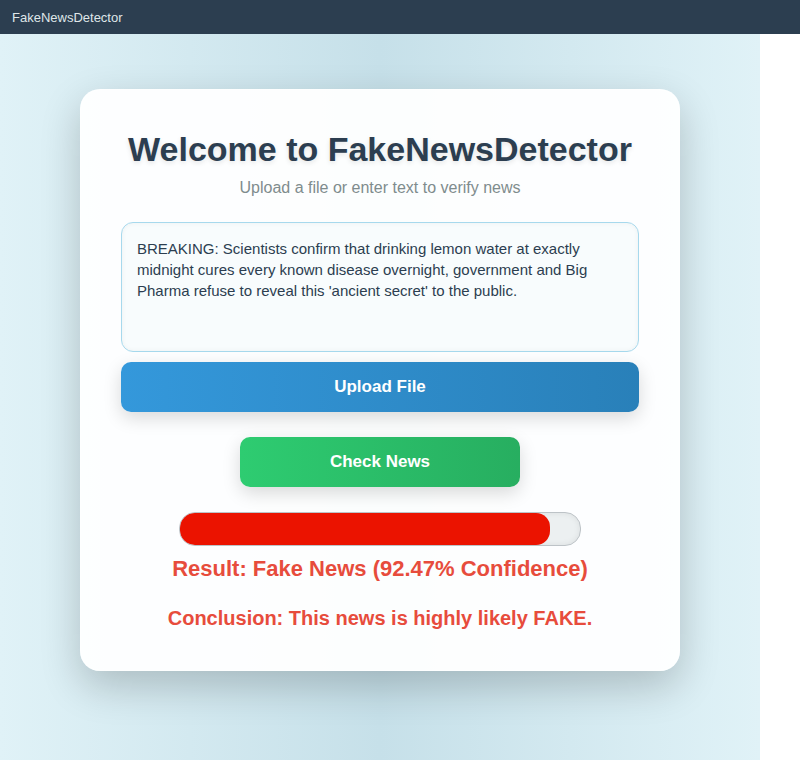 FakeNewsDetector
Welcome to FakeNewsDetector
Upload a file or enter text to verify news
BREAKING: Scientists confirm that drinking lemon water at exactly
midnight cures every known disease overnight, government and Big
Pharma refuse to reveal this 'ancient secret' to the public.
Upload File
Check News
Result: Fake News (92.47% Confidence)
Conclusion: This news is highly likely FAKE.